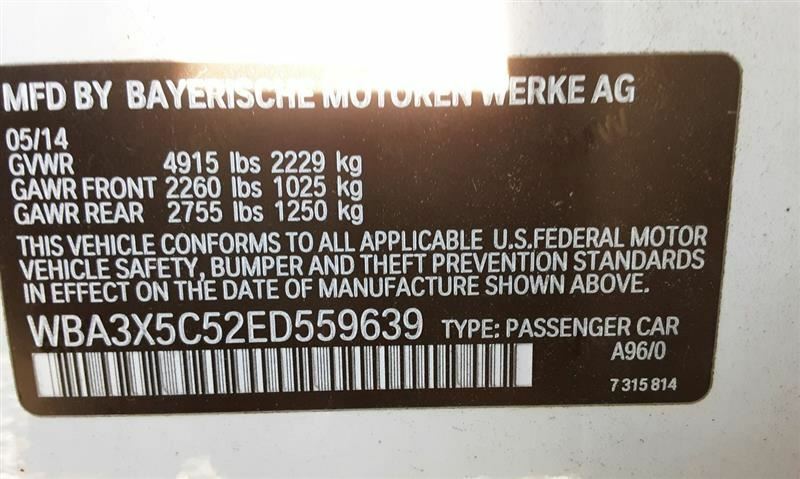 MFD BY BAYERISCHE MOTOREN WERKE AG
05/14
GVWR 4915 lbs 2229 kg
GAWR FRONT 2260 lbs 1025 kg
GAWR REAR 2755 lbs 1250 kg
THIS VEHICLE CONFORMS TO ALL APPLICABLE U.S.FEDERAL MOTOR
VEHICLE SAFETY, BUMPER AND THEFT PREVENTION STANDARDS
IN EFFECT ON THE DATE OF MANUFACTURE SHOWN ABOVE.
WBA3X5C52ED559639 TYPE: PASSENGER CAR
A96/0
7 315 814